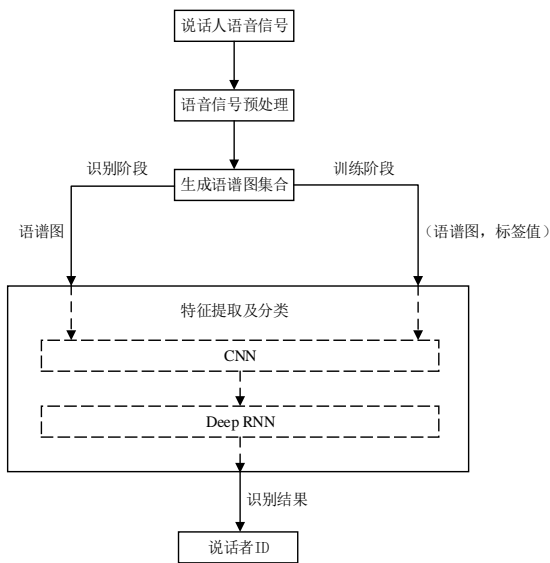 说话人语音信号
语音信号预处理
识别阶段
生成语谱图集合
训练阶段
语谱图
（语谱图，标签值）
特征提取及分类
CNN
Deep RNN
识别结果
说话者ID